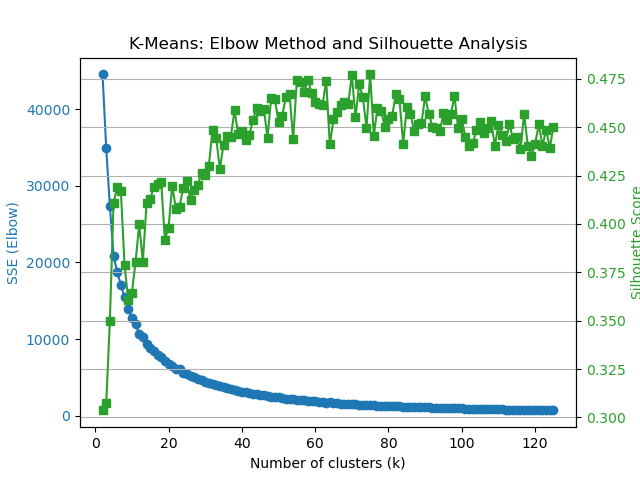 K-Means: Elbow Method and Silhouette Analysis
SSE (Elbow)
40000
30000
20000
10000
0
0.475
0.450
0.425
0.400
0.375
0.350
0.325
0.300
Silhouette Score
0 20 40 60 80 100 120
Number of clusters (k)